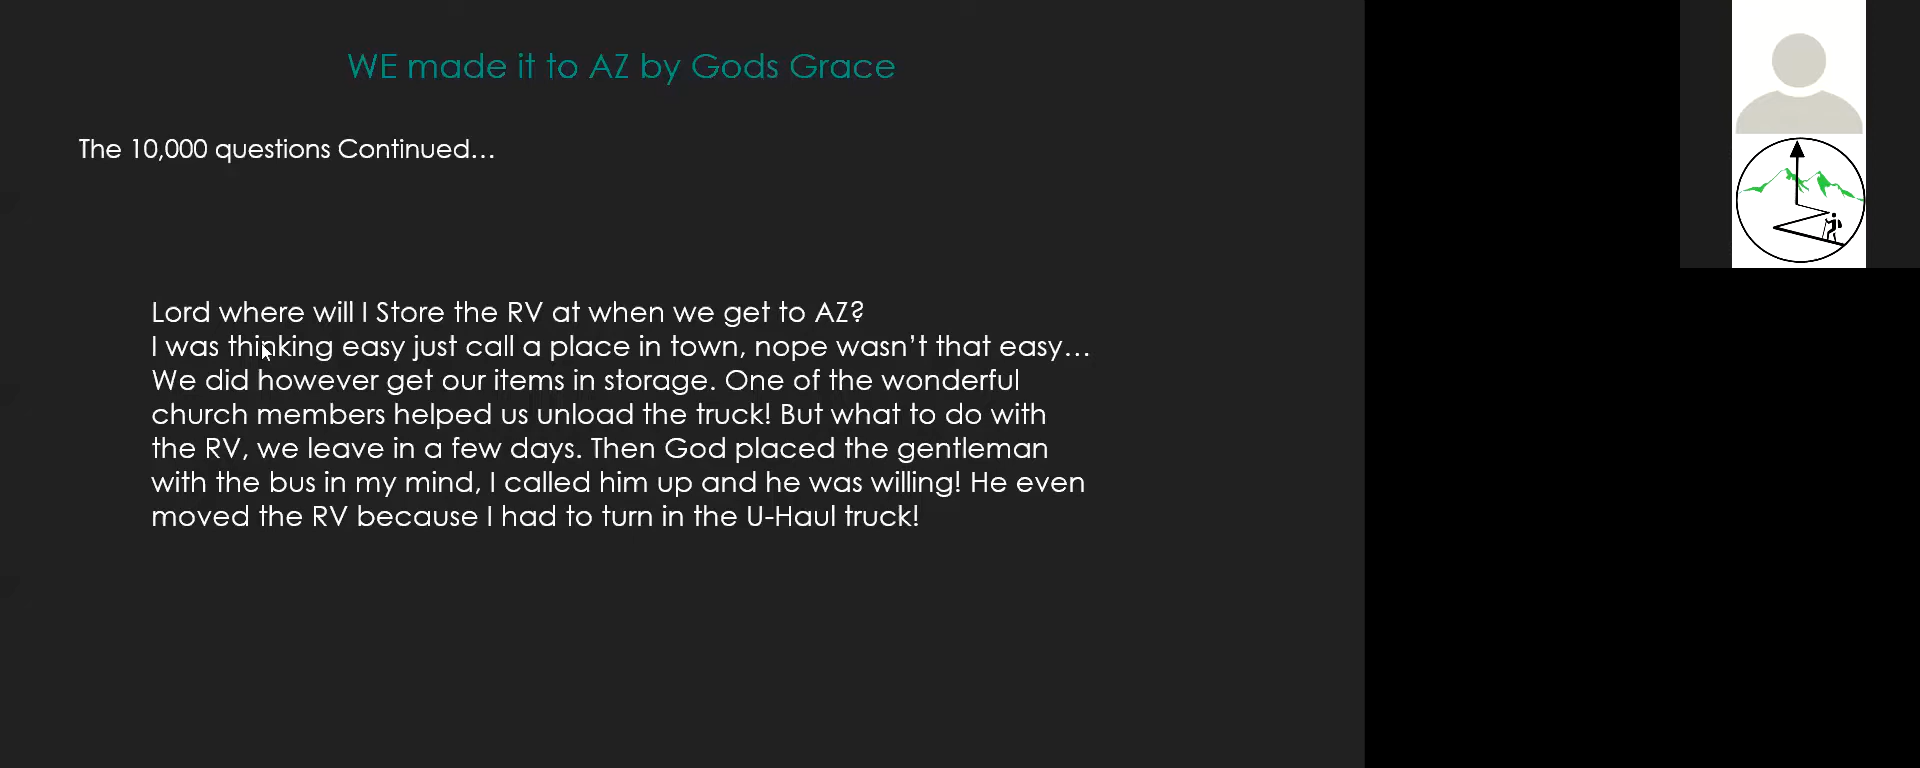 WE made it to AZ by Gods Grace
The 10,000 questions Continued...
Lord where will I Store the RV at when we get to AZ?
I was thinking easy just call a place in town, nope wasn't that easy...
We did however get our items in storage. One of the wonderful
church members helped us unload the truck! But what to do with
the RV, we leave in a few days. Then God placed the gentleman
with the bus in my mind, I called him up and he was willing! He even
moved the RV because I had to turn in the U-Haul truck!